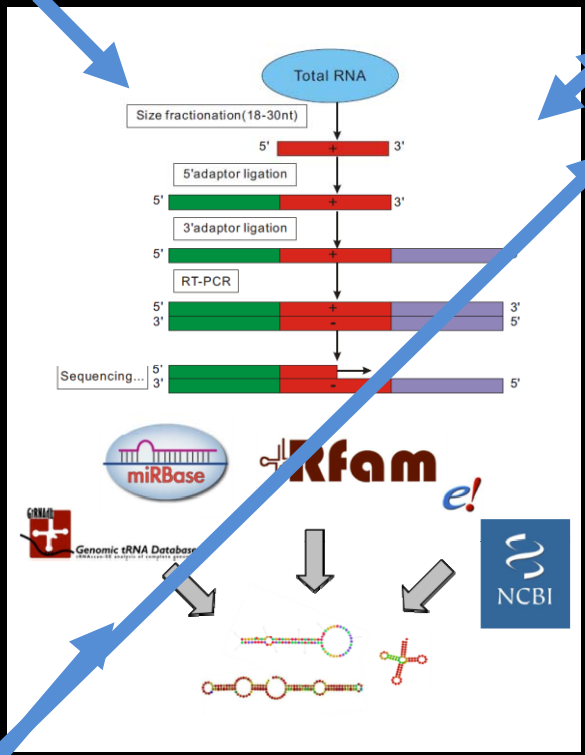 Total RNA
Size fractionation(18-30nt)
5' + 3'
5'adaptor ligation
5' + 3'
3'adaptor ligation
5' +
RT-PCR
5' + 3'
3' - 5'
Sequencing...
5'
3' - 5'
miRBase
Rfam
e!
GtRNAdb
Genomic tRNA Database
NCBI